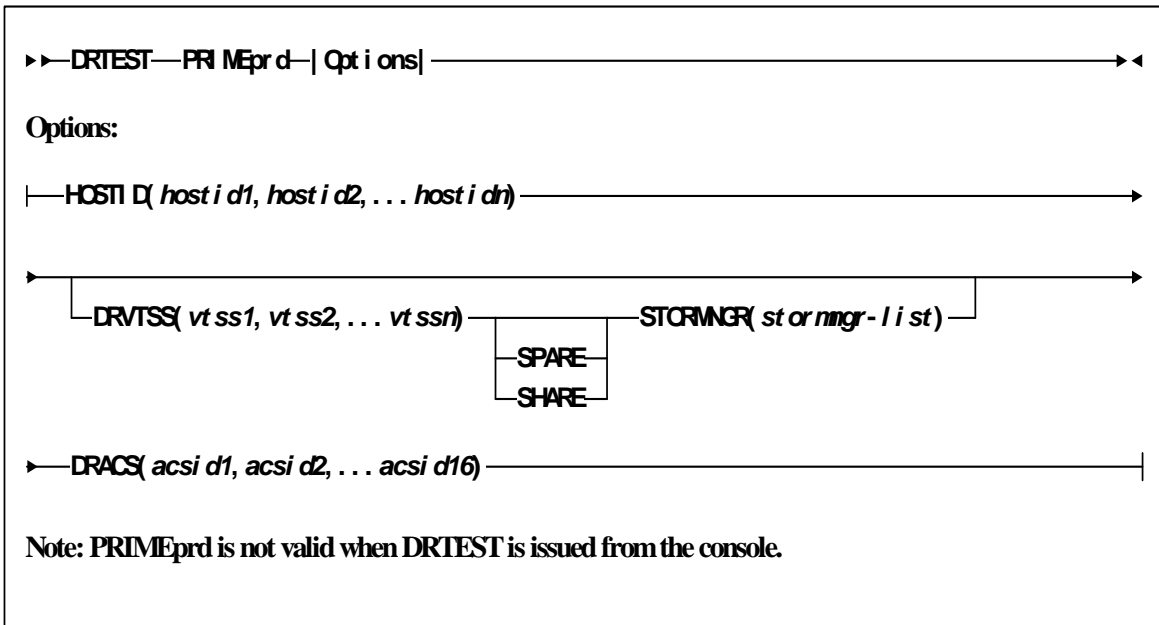 DRTEST PRIMEprd |Options|
Options:
HOSTID(hostid1, hostid2,...hostidn)
DRVTSS(vtss1, vtss2,...vtssn) STORMNGR(stormngr-list)
SPARE
SHARE
DRACS(acsid1, acsid2,...acsid16)
Note: PRIMEprd is not valid when DRTEST is issued from the console.